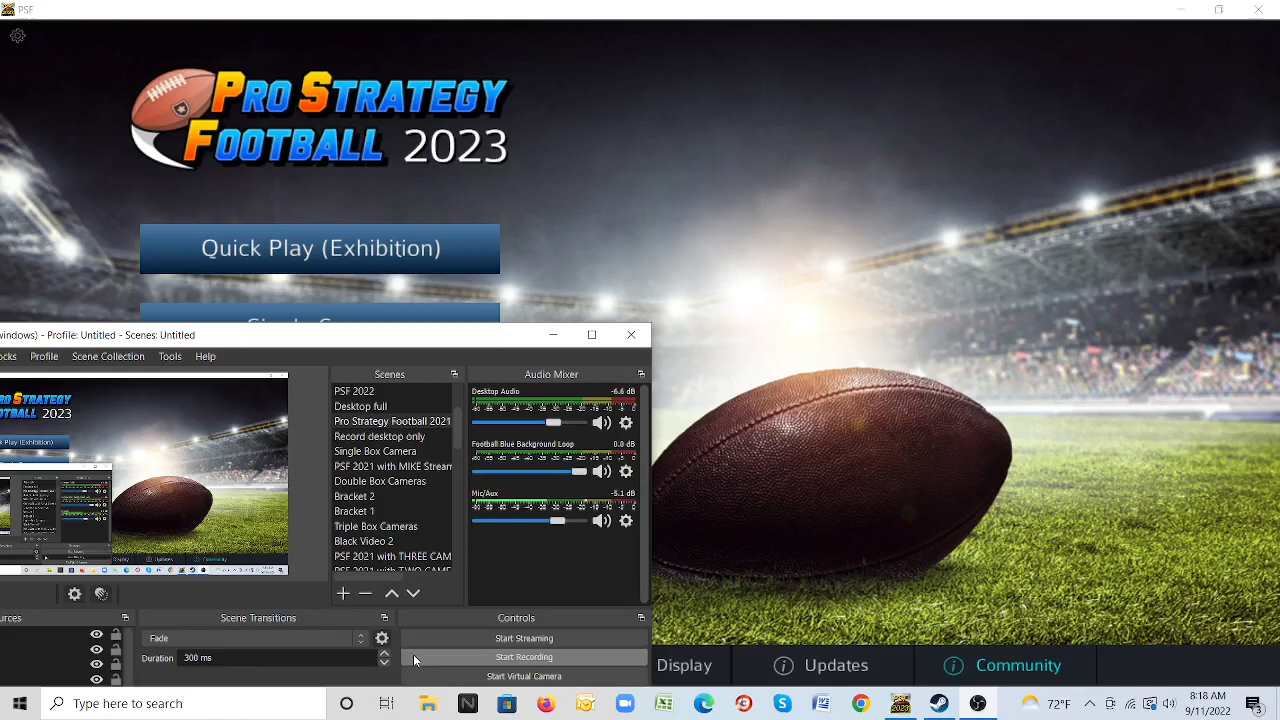 PSF
PRO STRATEGY
FOOTBALL 2023
Quick Play (Exhibition)
windows) - Profile: Untitled - Scenes: Untitled
ocks Profile Scene Collection Tools Help
Scenes
PSF 2022
Desktop full
Pro Strategy Football 2021
Record desktop only
Single Box Camera
PSF 2021 with MIKE Stream
Double Box Cameras
Bracket 2
Bracket 1
Triple Box Cameras
Black Video 2
PSF 2021 with THREE CAM
Audio Mixer
Desktop Audio -6.6 dB
Football Blue Background Loop 0.0 dB
Mic/Aux -5.1 dB
urces
Scene Transitions
Fade
Duration 300 ms
Controls
Start Streaming
Start Recording
Start Virtual Camera
Display
Updates
Community
Type here to search
72°F
8:18 AM
9/11/2022